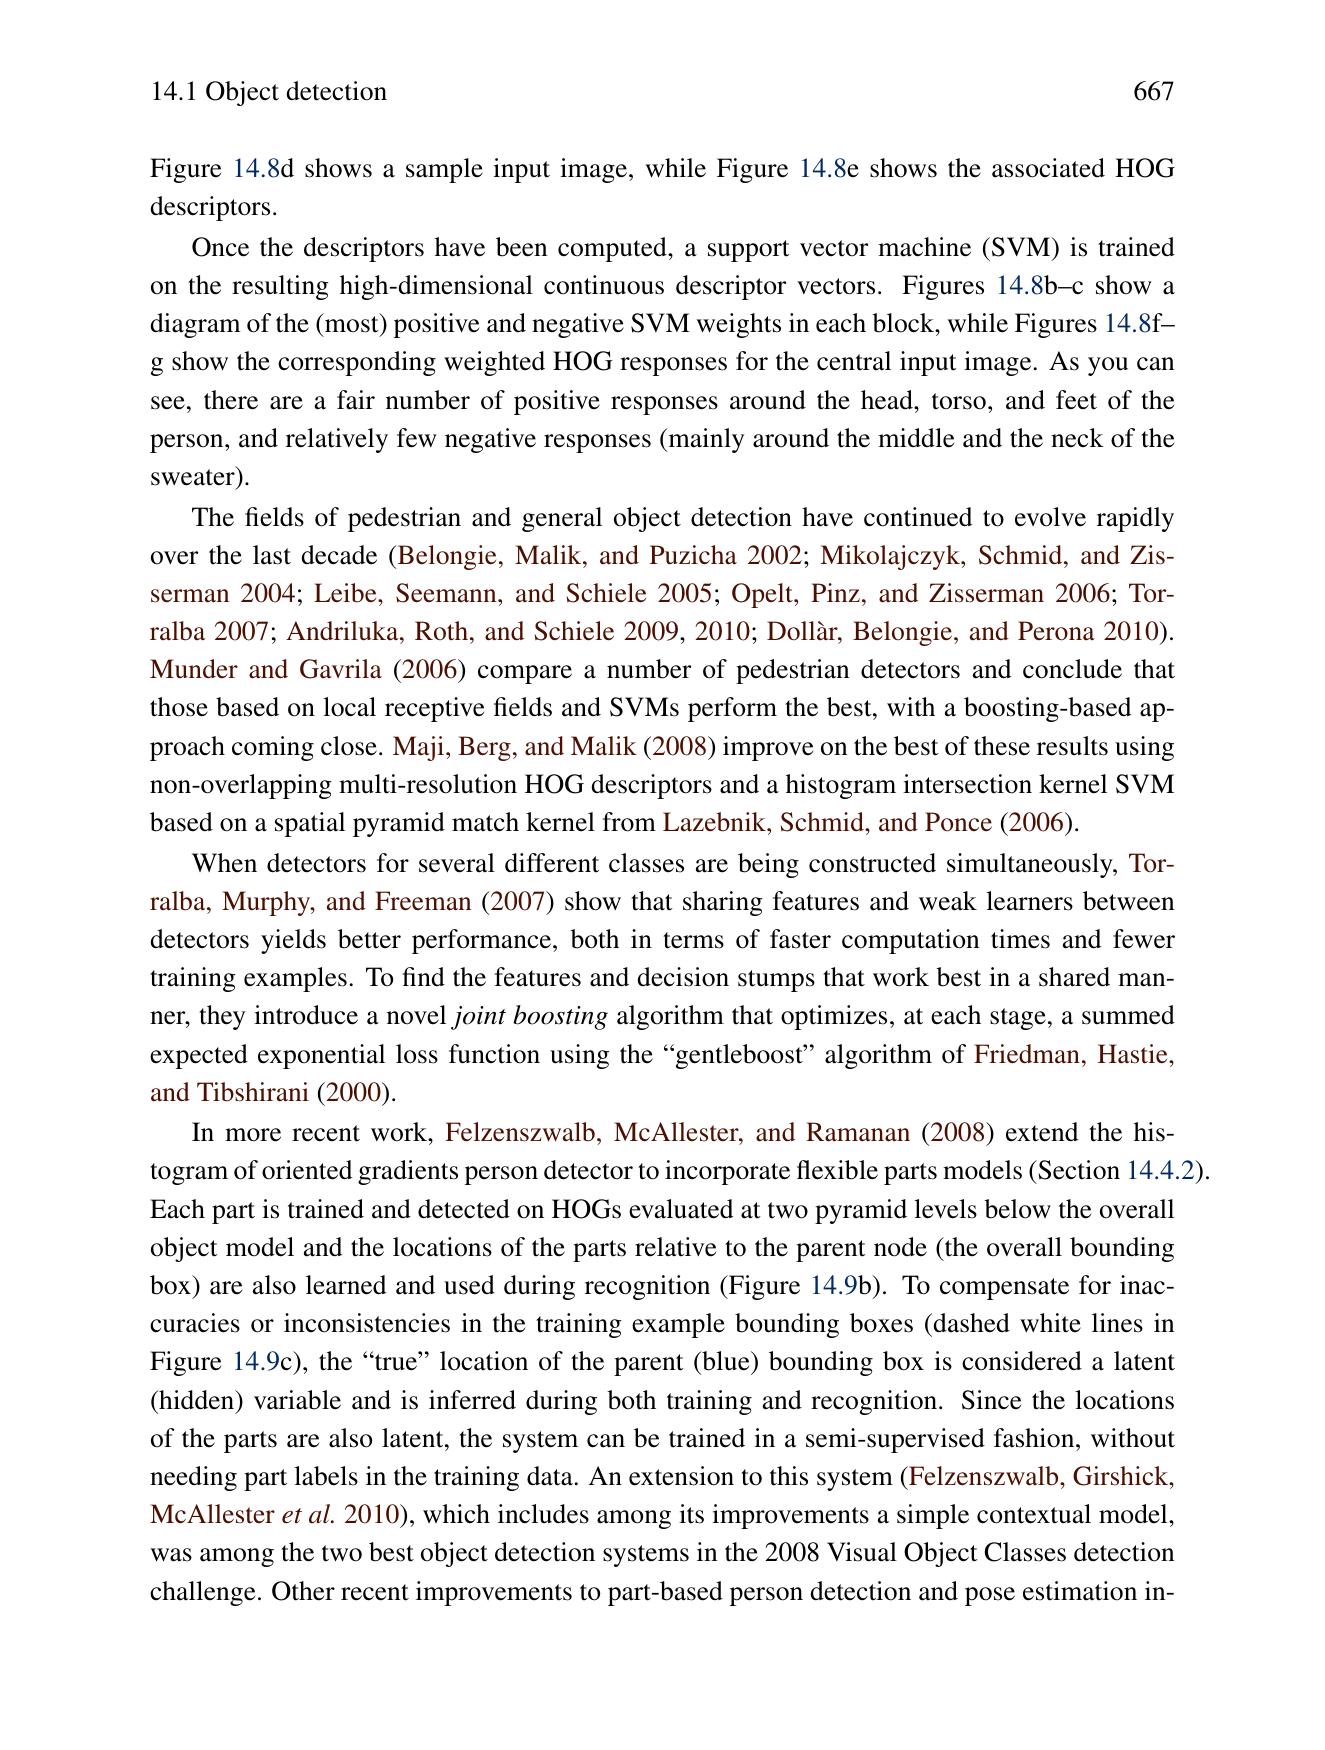 14.1 Object detection 667
Figure 14.8d shows a sample input image, while Figure 14.8e shows the associated HOG
descriptors.
Once the descriptors have been computed, a support vector machine (SVM) is trained
on the resulting high-dimensional continuous descriptor vectors. Figures 14.8b–c show a
diagram of the (most) positive and negative SVM weights in each block, while Figures 14.8f–
g show the corresponding weighted HOG responses for the central input image. As you can
see, there are a fair number of positive responses around the head, torso, and feet of the
person, and relatively few negative responses (mainly around the middle and the neck of the
sweater).
The fields of pedestrian and general object detection have continued to evolve rapidly
over the last decade (Belongie, Malik, and Puzicha 2002; Mikolajczyk, Schmid, and Zis-
serman 2004; Leibe, Seemann, and Schiele 2005; Opelt, Pinz, and Zisserman 2006; Tor-
ralba 2007; Andriluka, Roth, and Schiele 2009, 2010; Dollàr, Belongie, and Perona 2010).
Munder and Gavrila (2006) compare a number of pedestrian detectors and conclude that
those based on local receptive fields and SVMs perform the best, with a boosting-based ap-
proach coming close. Maji, Berg, and Malik (2008) improve on the best of these results using
non-overlapping multi-resolution HOG descriptors and a histogram intersection kernel SVM
based on a spatial pyramid match kernel from Lazebnik, Schmid, and Ponce (2006).
When detectors for several different classes are being constructed simultaneously, Tor-
ralba, Murphy, and Freeman (2007) show that sharing features and weak learners between
detectors yields better performance, both in terms of faster computation times and fewer
training examples. To find the features and decision stumps that work best in a shared man-
ner, they introduce a novel joint boosting algorithm that optimizes, at each stage, a summed
expected exponential loss function using the “gentleboost” algorithm of Friedman, Hastie,
and Tibshirani (2000).
In more recent work, Felzenszwalb, McAllester, and Ramanan (2008) extend the his-
togram of oriented gradients person detector to incorporate flexible parts models (Section 14.4.2).
Each part is trained and detected on HOGs evaluated at two pyramid levels below the overall
object model and the locations of the parts relative to the parent node (the overall bounding
box) are also learned and used during recognition (Figure 14.9b). To compensate for inac-
curacies or inconsistencies in the training example bounding boxes (dashed white lines in
Figure 14.9c), the “true” location of the parent (blue) bounding box is considered a latent
(hidden) variable and is inferred during both training and recognition. Since the locations
of the parts are also latent, the system can be trained in a semi-supervised fashion, without
needing part labels in the training data. An extension to this system (Felzenszwalb, Girshick,
McAllester et al. 2010), which includes among its improvements a simple contextual model,
was among the two best object detection systems in the 2008 Visual Object Classes detection
challenge. Other recent improvements to part-based person detection and pose estimation in-